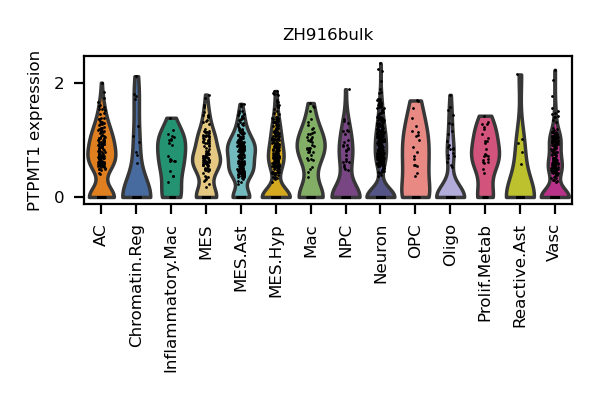 ZH916bulk
PTPMT1 expression
2
0
AC
Chromatin.Reg
Inflammatory.Mac
MES
MES.Ast
MES.Hyp
Mac
NPC
Neuron
OPC
Oligo
Prolif.Metab
Reactive.Ast
Vasc